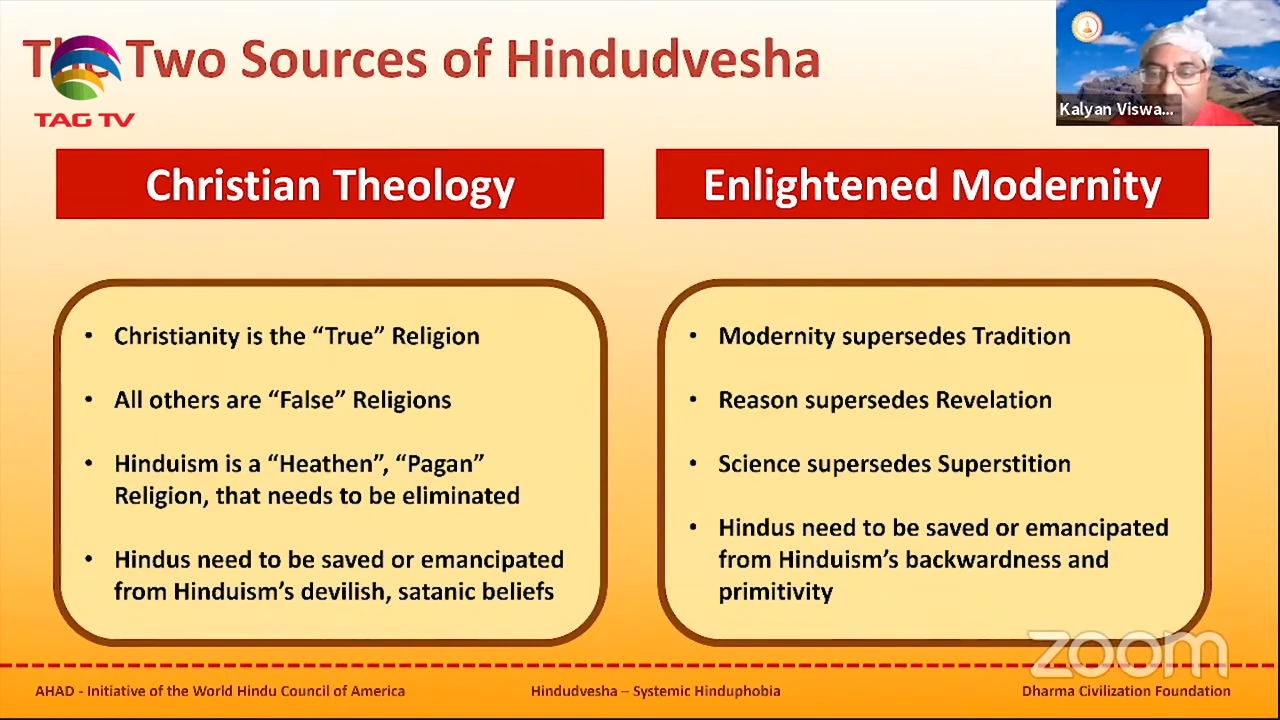 The Two Sources of Hindudvesha
TAG TV
Kalyan Viswa...
Christian Theology
Enlightened Modernity
• Christianity is the “True” Religion
• All others are “False” Religions
• Hinduism is a “Heathen”, “Pagan”
Religion, that needs to be eliminated
• Hindus need to be saved or emancipated
from Hinduism’s devilish, satanic beliefs
• Modernity supersedes Tradition
• Reason supersedes Revelation
• Science supersedes Superstition
• Hindus need to be saved or emancipated
from Hinduism’s backwardness and
primitivity
zoom
AHAD - Initiative of the World Hindu Council of America
Hindudvesha – Systemic Hinduphobia
Dharma Civilization Foundation